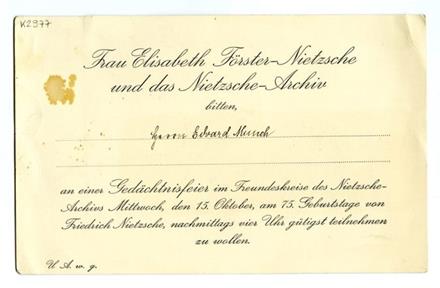 K2977
Frau Elisabeth Förster-Nietzsche
und das Nietzsche-Archiv
bitten,
Herrn Edvard Munch
an einer Gedächtnisfeier im Freundeskreise des Nietzsche-
Archivs Mittwoch, den 15. Oktober, am 75. Geburtstage von
Friedrich Nietzsche, nachmittags vier Uhr gütigst teilnehmen
zu wollen.
U. A. w. g.